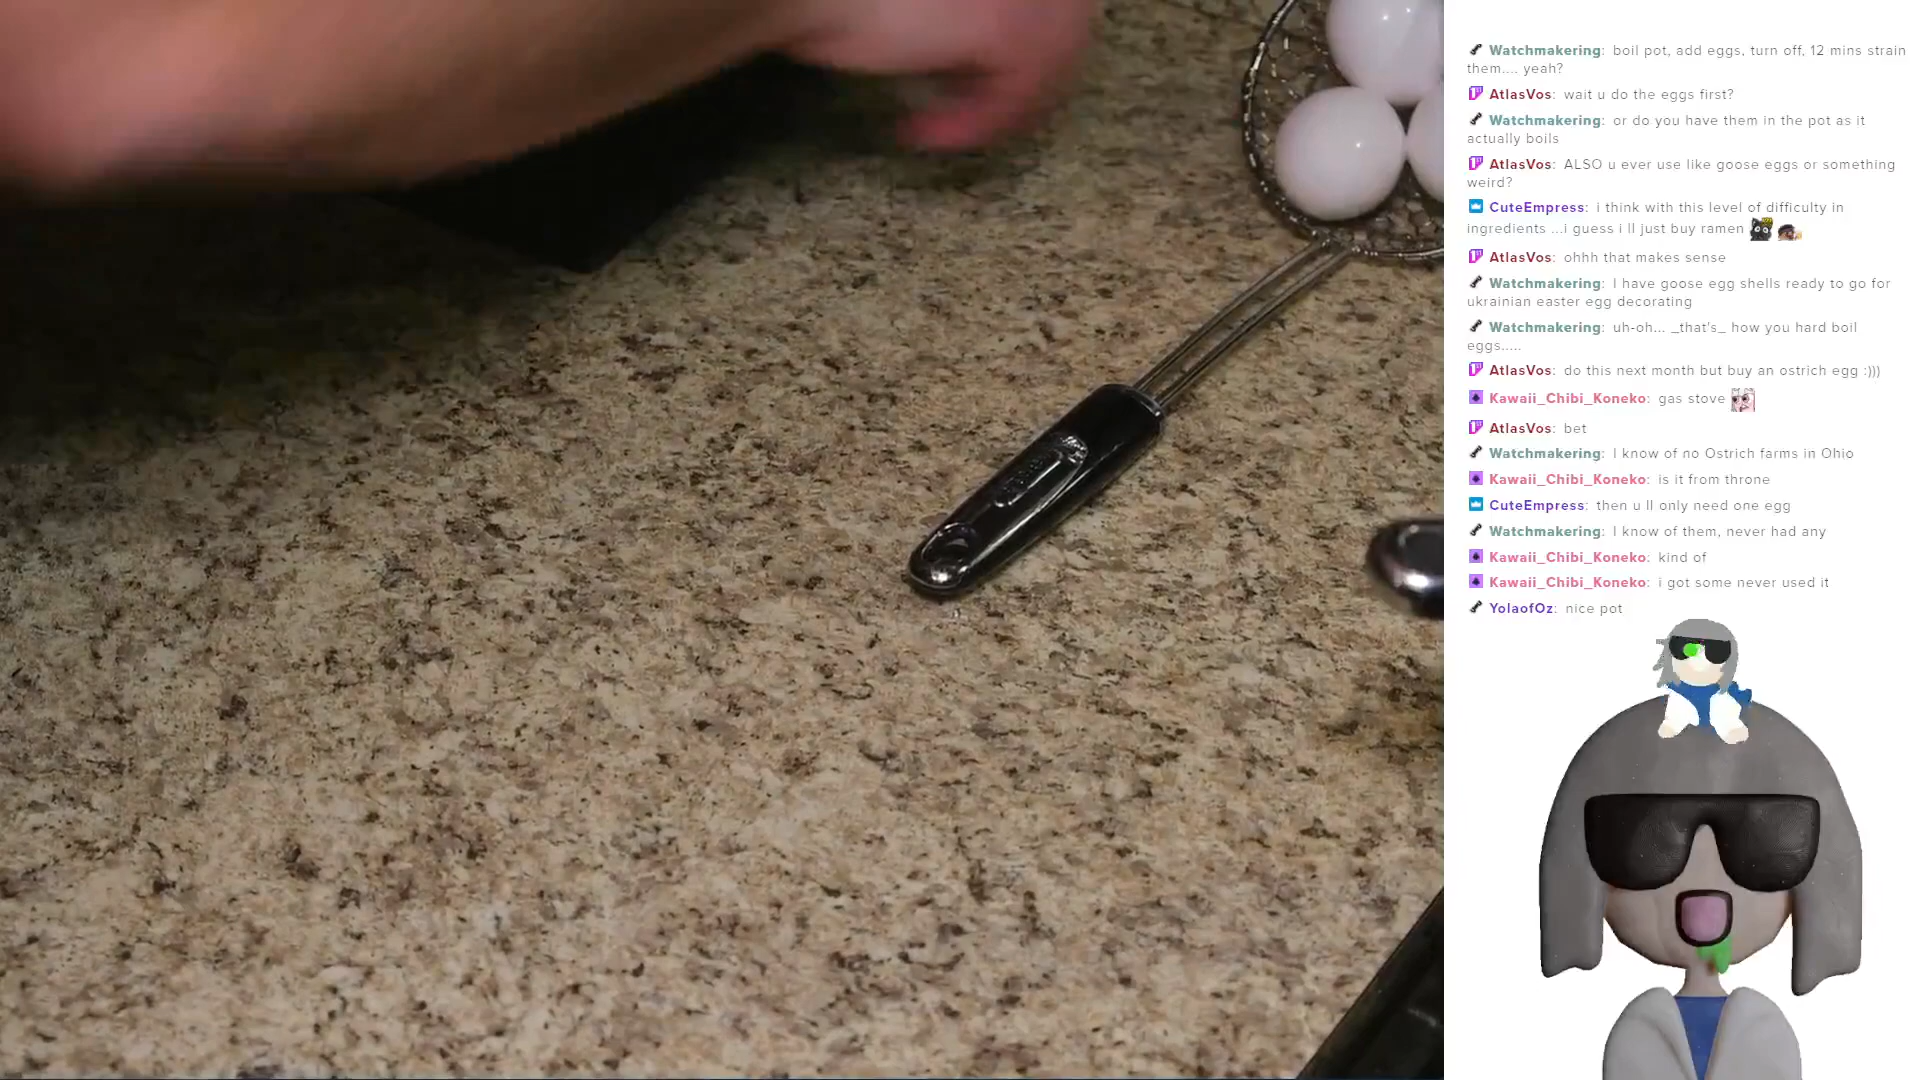 Watchmakering: boil pot, add eggs, turn off, 12 mins strain
them.... yeah?
AtlasVos: wait u do the eggs first?
Watchmakering: or do you have them in the pot as it
actually boils
AtlasVos: ALSO u ever use like goose eggs or something
weird?
CuteEmpress: i think with this level of difficulty in
ingredients ...i guess i ll just buy ramen
AtlasVos: ohhh that makes sense
Watchmakering: I have goose egg shells ready to go for
ukrainian easter egg decorating
Watchmakering: uh-oh... _that's_ how you hard boil
eggs.....
AtlasVos: do this next month but buy an ostrich egg :)))
Kawaii_Chibi_Koneko: gas stove
AtlasVos: bet
Watchmakering: I know of no Ostrich farms in Ohio
Kawaii_Chibi_Koneko: is it from throne
CuteEmpress: then u ll only need one egg
Watchmakering: I know of them, never had any
Kawaii_Chibi_Koneko: kind of
Kawaii_Chibi_Koneko: i got some never used it
YolaofOz: nice pot